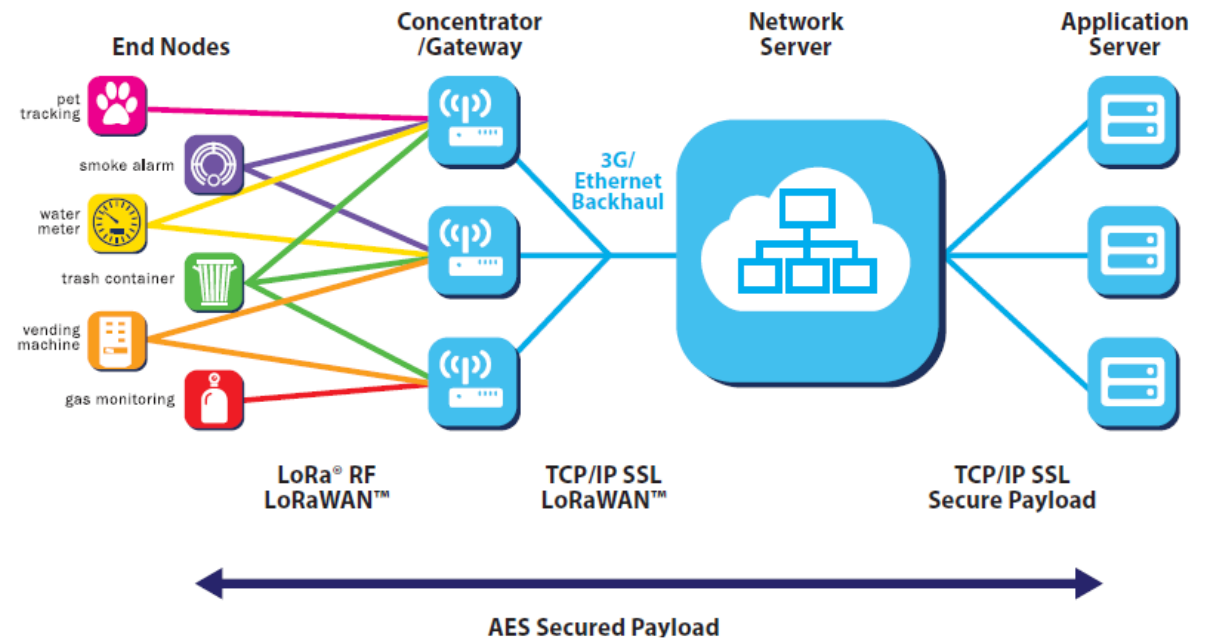 End Nodes
Concentrator
/Gateway
Network
Server
Application
Server
pet
tracking
smoke alarm
water
meter
trash container
vending
machine
gas monitoring
3G/
Ethernet
Backhaul
LoRa® RF
LoRaWAN™
TCP/IP SSL
LoRaWAN™
TCP/IP SSL
Secure Payload
AES Secured Payload